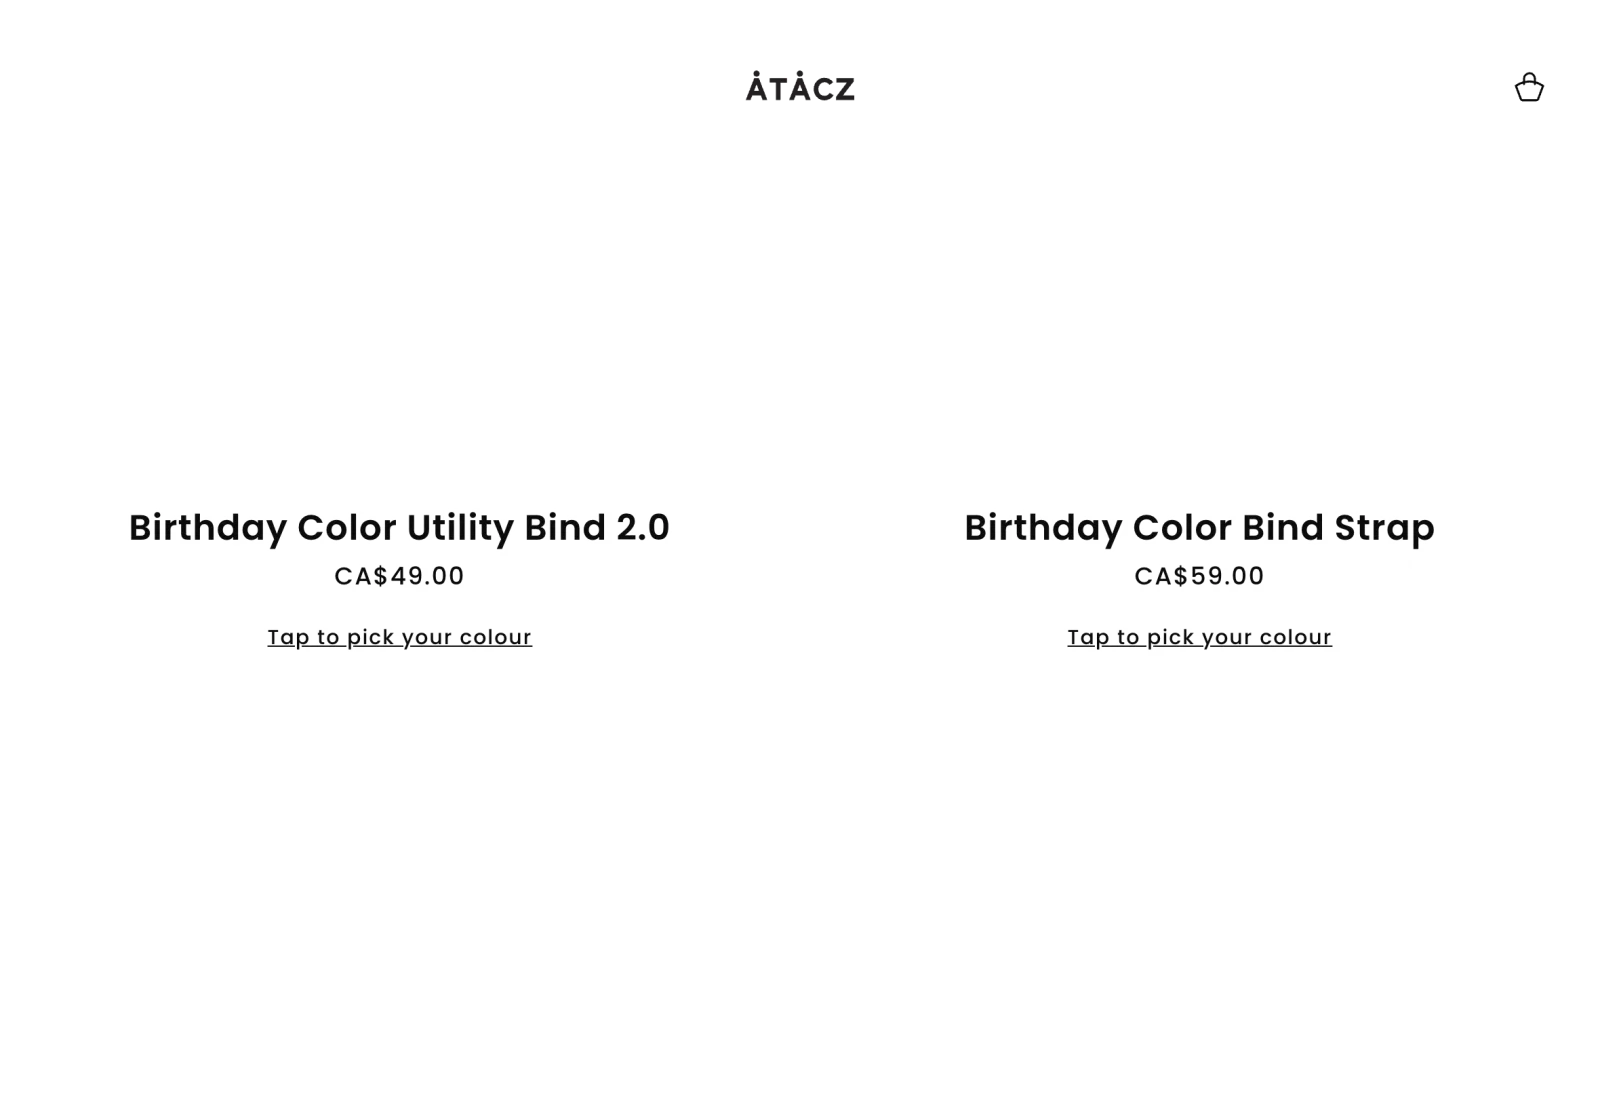 ȦTȦCZ
Birthday Color Utility Bind 2.0
CA$49.00
Tap to pick your colour
Birthday Color Bind Strap
CA$59.00
Tap to pick your colour